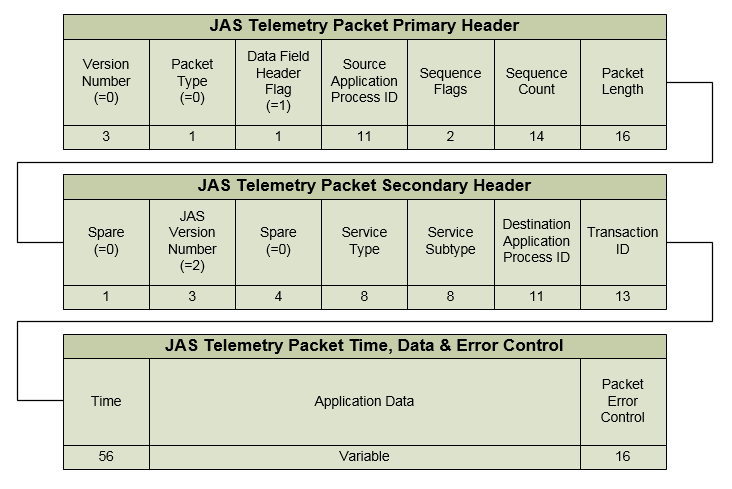 JAS Telemetry Packet Primary Header
Version Number (=0)
Packet Type (=0)
Data Field Header Flag (=1)
Source Application Process ID
Sequence Flags
Sequence Count
Packet Length
3 1 1 11 2 14 16
JAS Telemetry Packet Secondary Header
Spare (=0)
JAS Version Number (=2)
Spare (=0)
Service Type
Service Subtype
Destination Application Process ID
Transaction ID
1 3 4 8 8 11 13
JAS Telemetry Packet Time, Data & Error Control
Time
Application Data
Packet Error Control
56 Variable 16